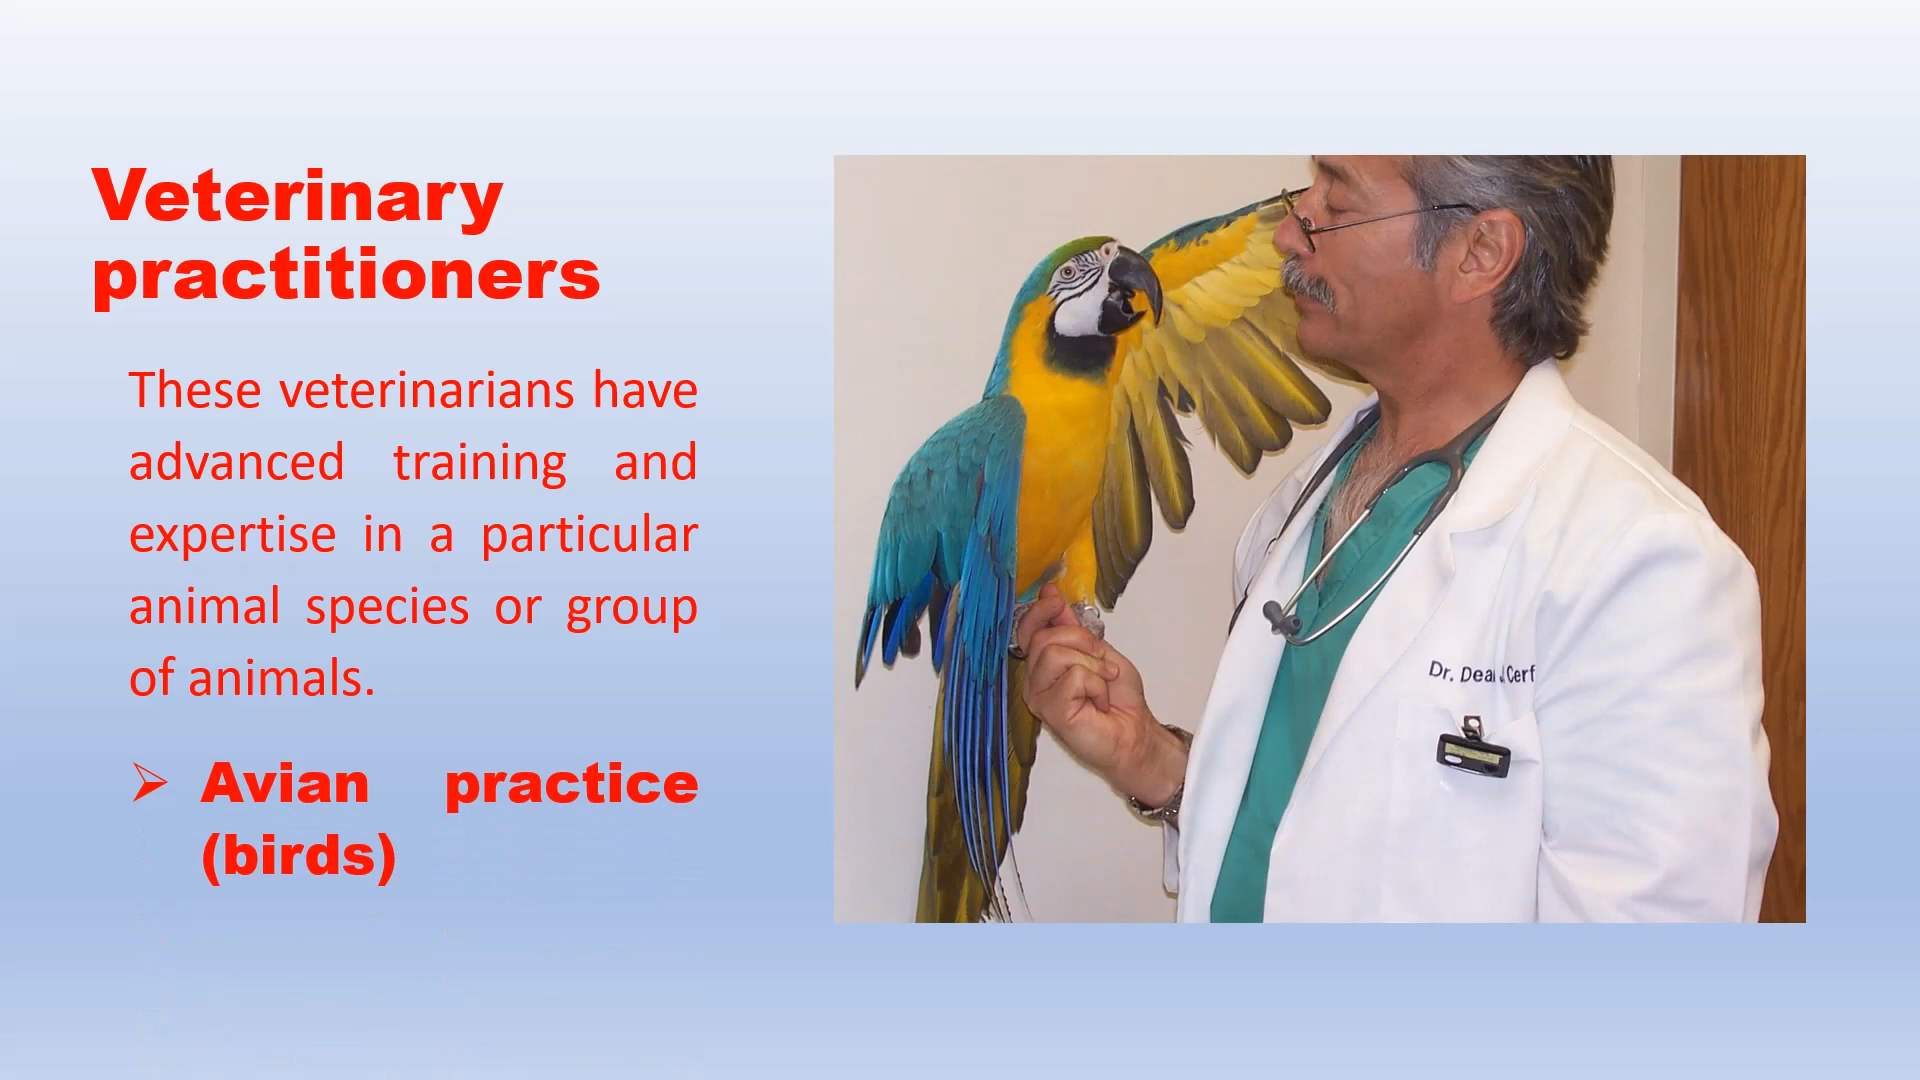 Veterinary
practitioners
These veterinarians have
advanced training and
expertise in a particular
animal species or group
of animals.
➢ Avian practice
(birds)
Dr. Dean J. Cerf